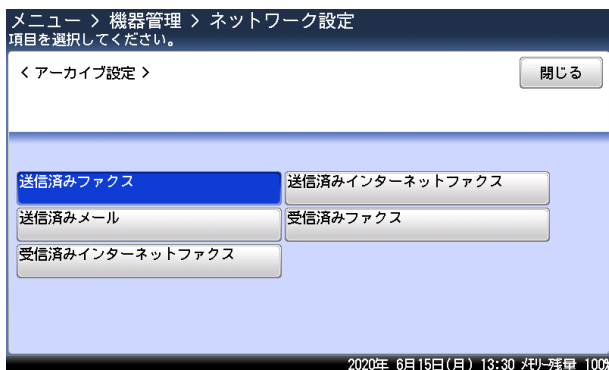 メニュー > 機器管理 > ネットワーク設定
項目を選択してください。
< アーカイブ設定 >
閉じる
送信済みファクス
送信済みインターネットファクス
送信済みメール
受信済みファクス
受信済みインターネットファクス
2020年 6月15日(月) 13:30 ﾒﾓﾘｰ残量 100%